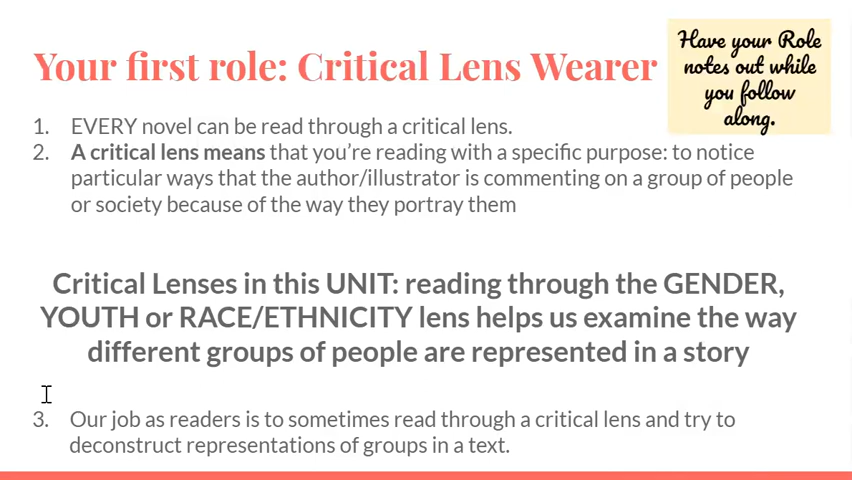 Your first role: Critical Lens Wearer
Have your Role
notes out while
you follow
along.
1. EVERY novel can be read through a critical lens.
2. A critical lens means that you’re reading with a specific purpose: to notice
particular ways that the author/illustrator is commenting on a group of people
or society because of the way they portray them
Critical Lenses in this UNIT: reading through the GENDER,
YOUTH or RACE/ETHNICITY lens helps us examine the way
different groups of people are represented in a story
3. Our job as readers is to sometimes read through a critical lens and try to
deconstruct representations of groups in a text.